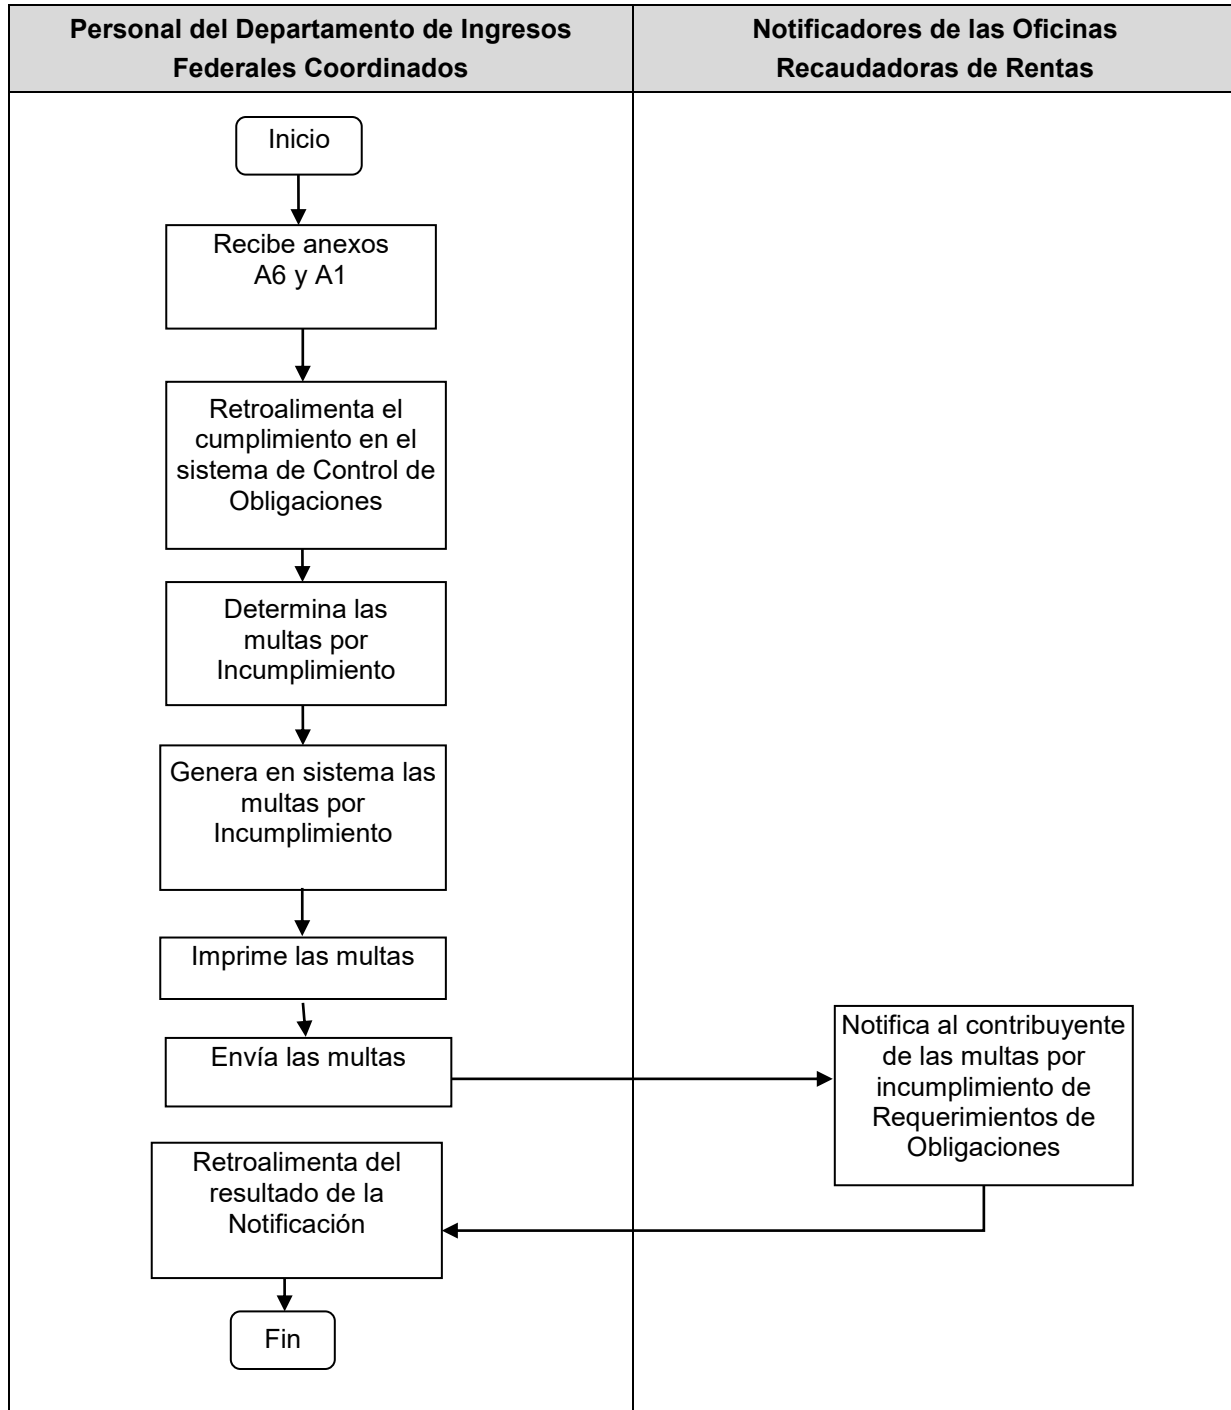 Personal del Departamento de Ingresos
Federales Coordinados
Notificadores de las Oficinas
Recaudadoras de Rentas
Inicio
Recibe anexos
A6 y A1
Retroalimenta el
cumplimiento en el
sistema de Control de
Obligaciones
Determina las
multas por
Incumplimiento
Genera en sistema las
multas por
Incumplimiento
Imprime las multas
Envía las multas
Notifica al contribuyente
de las multas por
incumplimiento de
Requerimientos de
Obligaciones
Retroalimenta del
resultado de la
Notificación
Fin